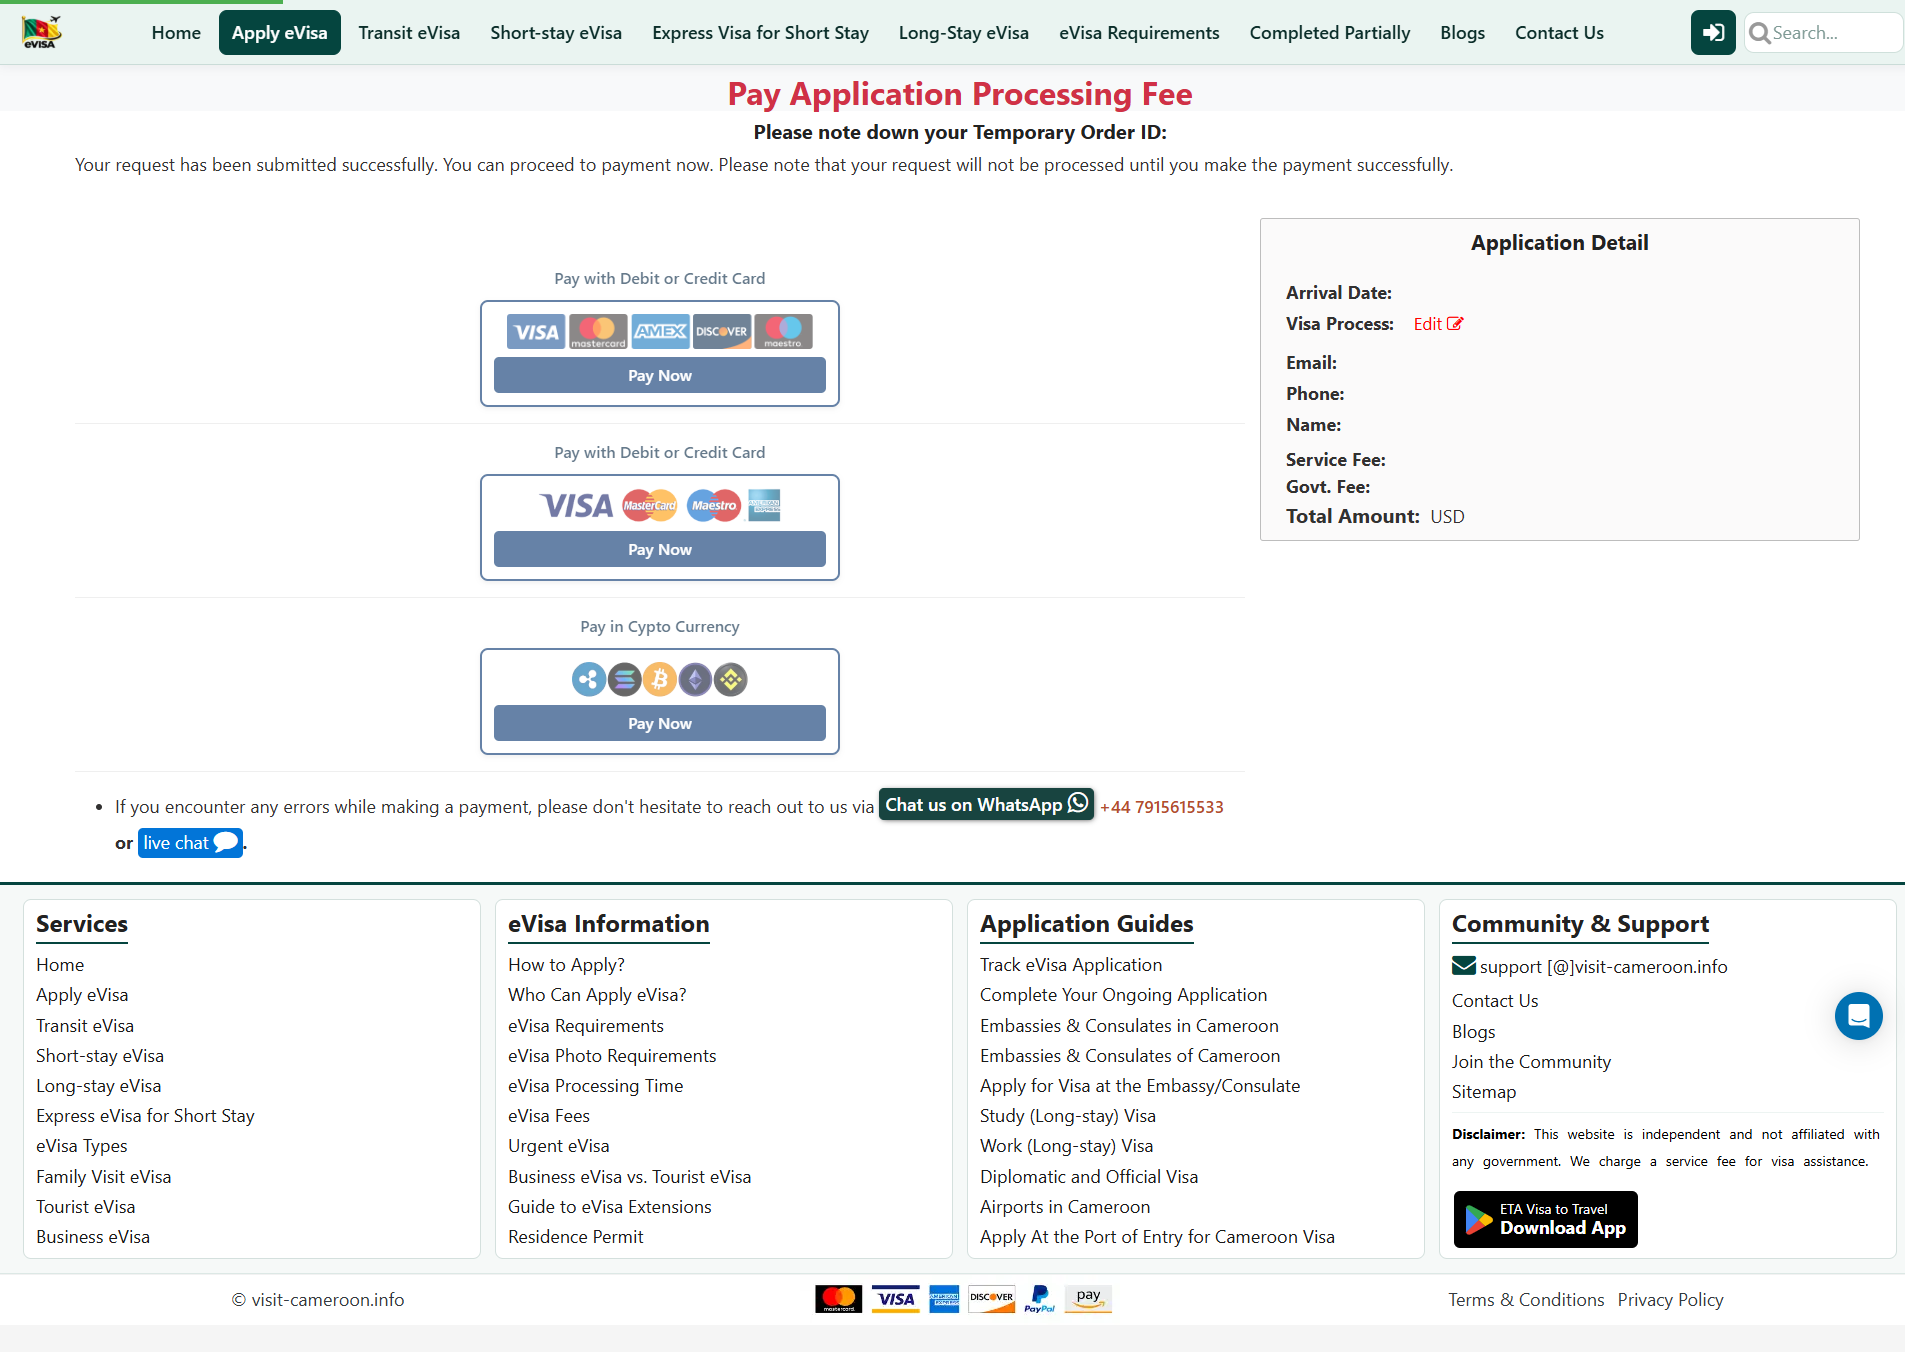 eVISA
Home
Apply eVisa
Transit eVisa
Short-stay eVisa
Express Visa for Short Stay
Long-Stay eVisa
eVisa Requirements
Completed Partially
Blogs
Contact Us
Search...
Pay Application Processing Fee
Please note down your Temporary Order ID:
Your request has been submitted successfully. You can proceed to payment now. Please note that your request will not be processed until you make the payment successfully.
Pay with Debit or Credit Card
VISA mastercard AMEX DISCOVER maestro
Pay Now
Pay with Debit or Credit Card
VISA MasterCard Maestro AMERICAN EXPRESS
Pay Now
Pay in Cypto Currency
Pay Now
Application Detail
Arrival Date:
Visa Process: Edit
Email:
Phone:
Name:
Service Fee:
Govt. Fee:
Total Amount: USD
If you encounter any errors while making a payment, please don't hesitate to reach out to us via Chat us on WhatsApp +44 7915615533
or live chat .
Services
Home
Apply eVisa
Transit eVisa
Short-stay eVisa
Long-stay eVisa
Express eVisa for Short Stay
eVisa Types
Family Visit eVisa
Tourist eVisa
Business eVisa
eVisa Information
How to Apply?
Who Can Apply eVisa?
eVisa Requirements
eVisa Photo Requirements
eVisa Processing Time
eVisa Fees
Urgent eVisa
Business eVisa vs. Tourist eVisa
Guide to eVisa Extensions
Residence Permit
Application Guides
Track eVisa Application
Complete Your Ongoing Application
Embassies & Consulates in Cameroon
Embassies & Consulates of Cameroon
Apply for Visa at the Embassy/Consulate
Study (Long-stay) Visa
Work (Long-stay) Visa
Diplomatic and Official Visa
Airports in Cameroon
Apply At the Port of Entry for Cameroon Visa
Community & Support
support [@]visit-cameroon.info
Contact Us
Blogs
Join the Community
Sitemap
Disclaimer: This website is independent and not affiliated with
any government. We charge a service fee for visa assistance.
ETA Visa to Travel
Download App
© visit-cameroon.info
mastercard VISA AMERICAN EXPRESS DISCOVER PayPal pay
Terms & Conditions
Privacy Policy